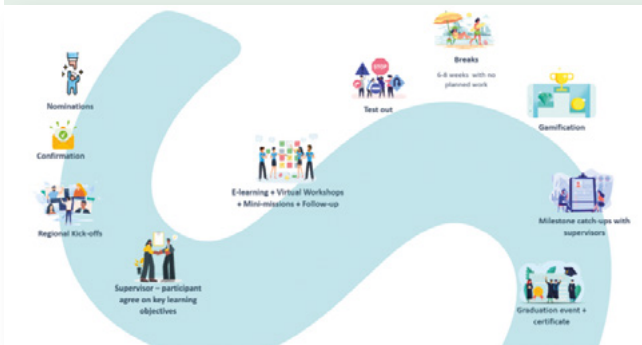 Nominations
Confirmation
Regional Kick-offs
Supervisor – participant
agree on key learning
objectives
E-learning + Virtual Workshops
+ Mini-missions + Follow-up
Test out
STOP
Breaks
6-8 weeks with no
planned work
Gamification
Milestone catch-ups with
supervisors
Graduation event +
certificate